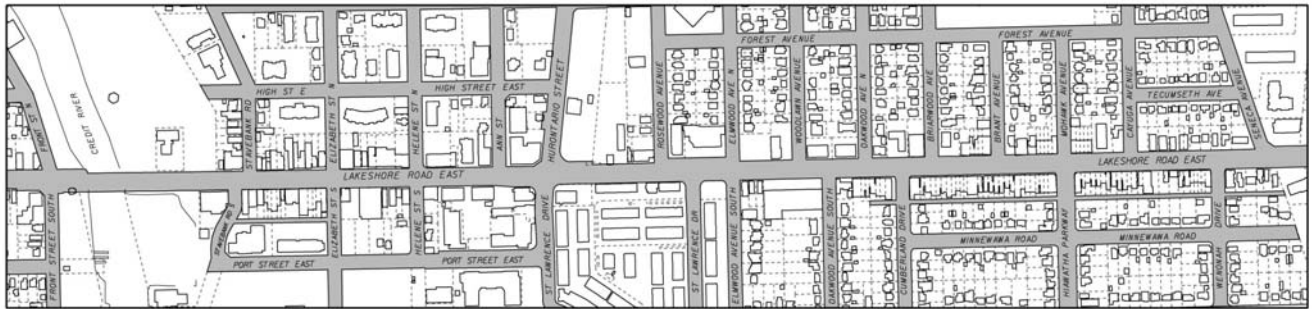 FOREST AVENUE
FOREST AVENUE
FRONT ST N
CREDIT RIVER
HIGH ST E
HIGH STREET EAST
TECUMSETH AVE
STAVEBANK RD
ELIZABETH ST N
HELENE ST N
ANN ST
HURONTARIO STREET
ROSEWOOD AVENUE
ELMWOOD AVE N
WOODLAWN AVENUE
OAKWOOD AVE N
BRIARWOOD AVE
BRANT AVENUE
MOHAWK AVENUE
CAYUGA AVENUE
SENECA AVENUE
LAKESHORE ROAD EAST
LAKESHORE ROAD EAST
FRONT STREET SOUTH
STAVEBANK RD S
ELIZABETH ST S
HELENE ST S
ST LAWRENCE DRIVE
ST LAWRENCE DR
ELMWOOD AVENUE SOUTH
OAKWOOD AVENUE SOUTH
CUMBERLAND DRIVE
HIAWATHA PARKWAY
WENONAH DRIVE
MINNEWAWA ROAD
MINNEWAWA ROAD
PORT STREET EAST
PORT STREET EAST